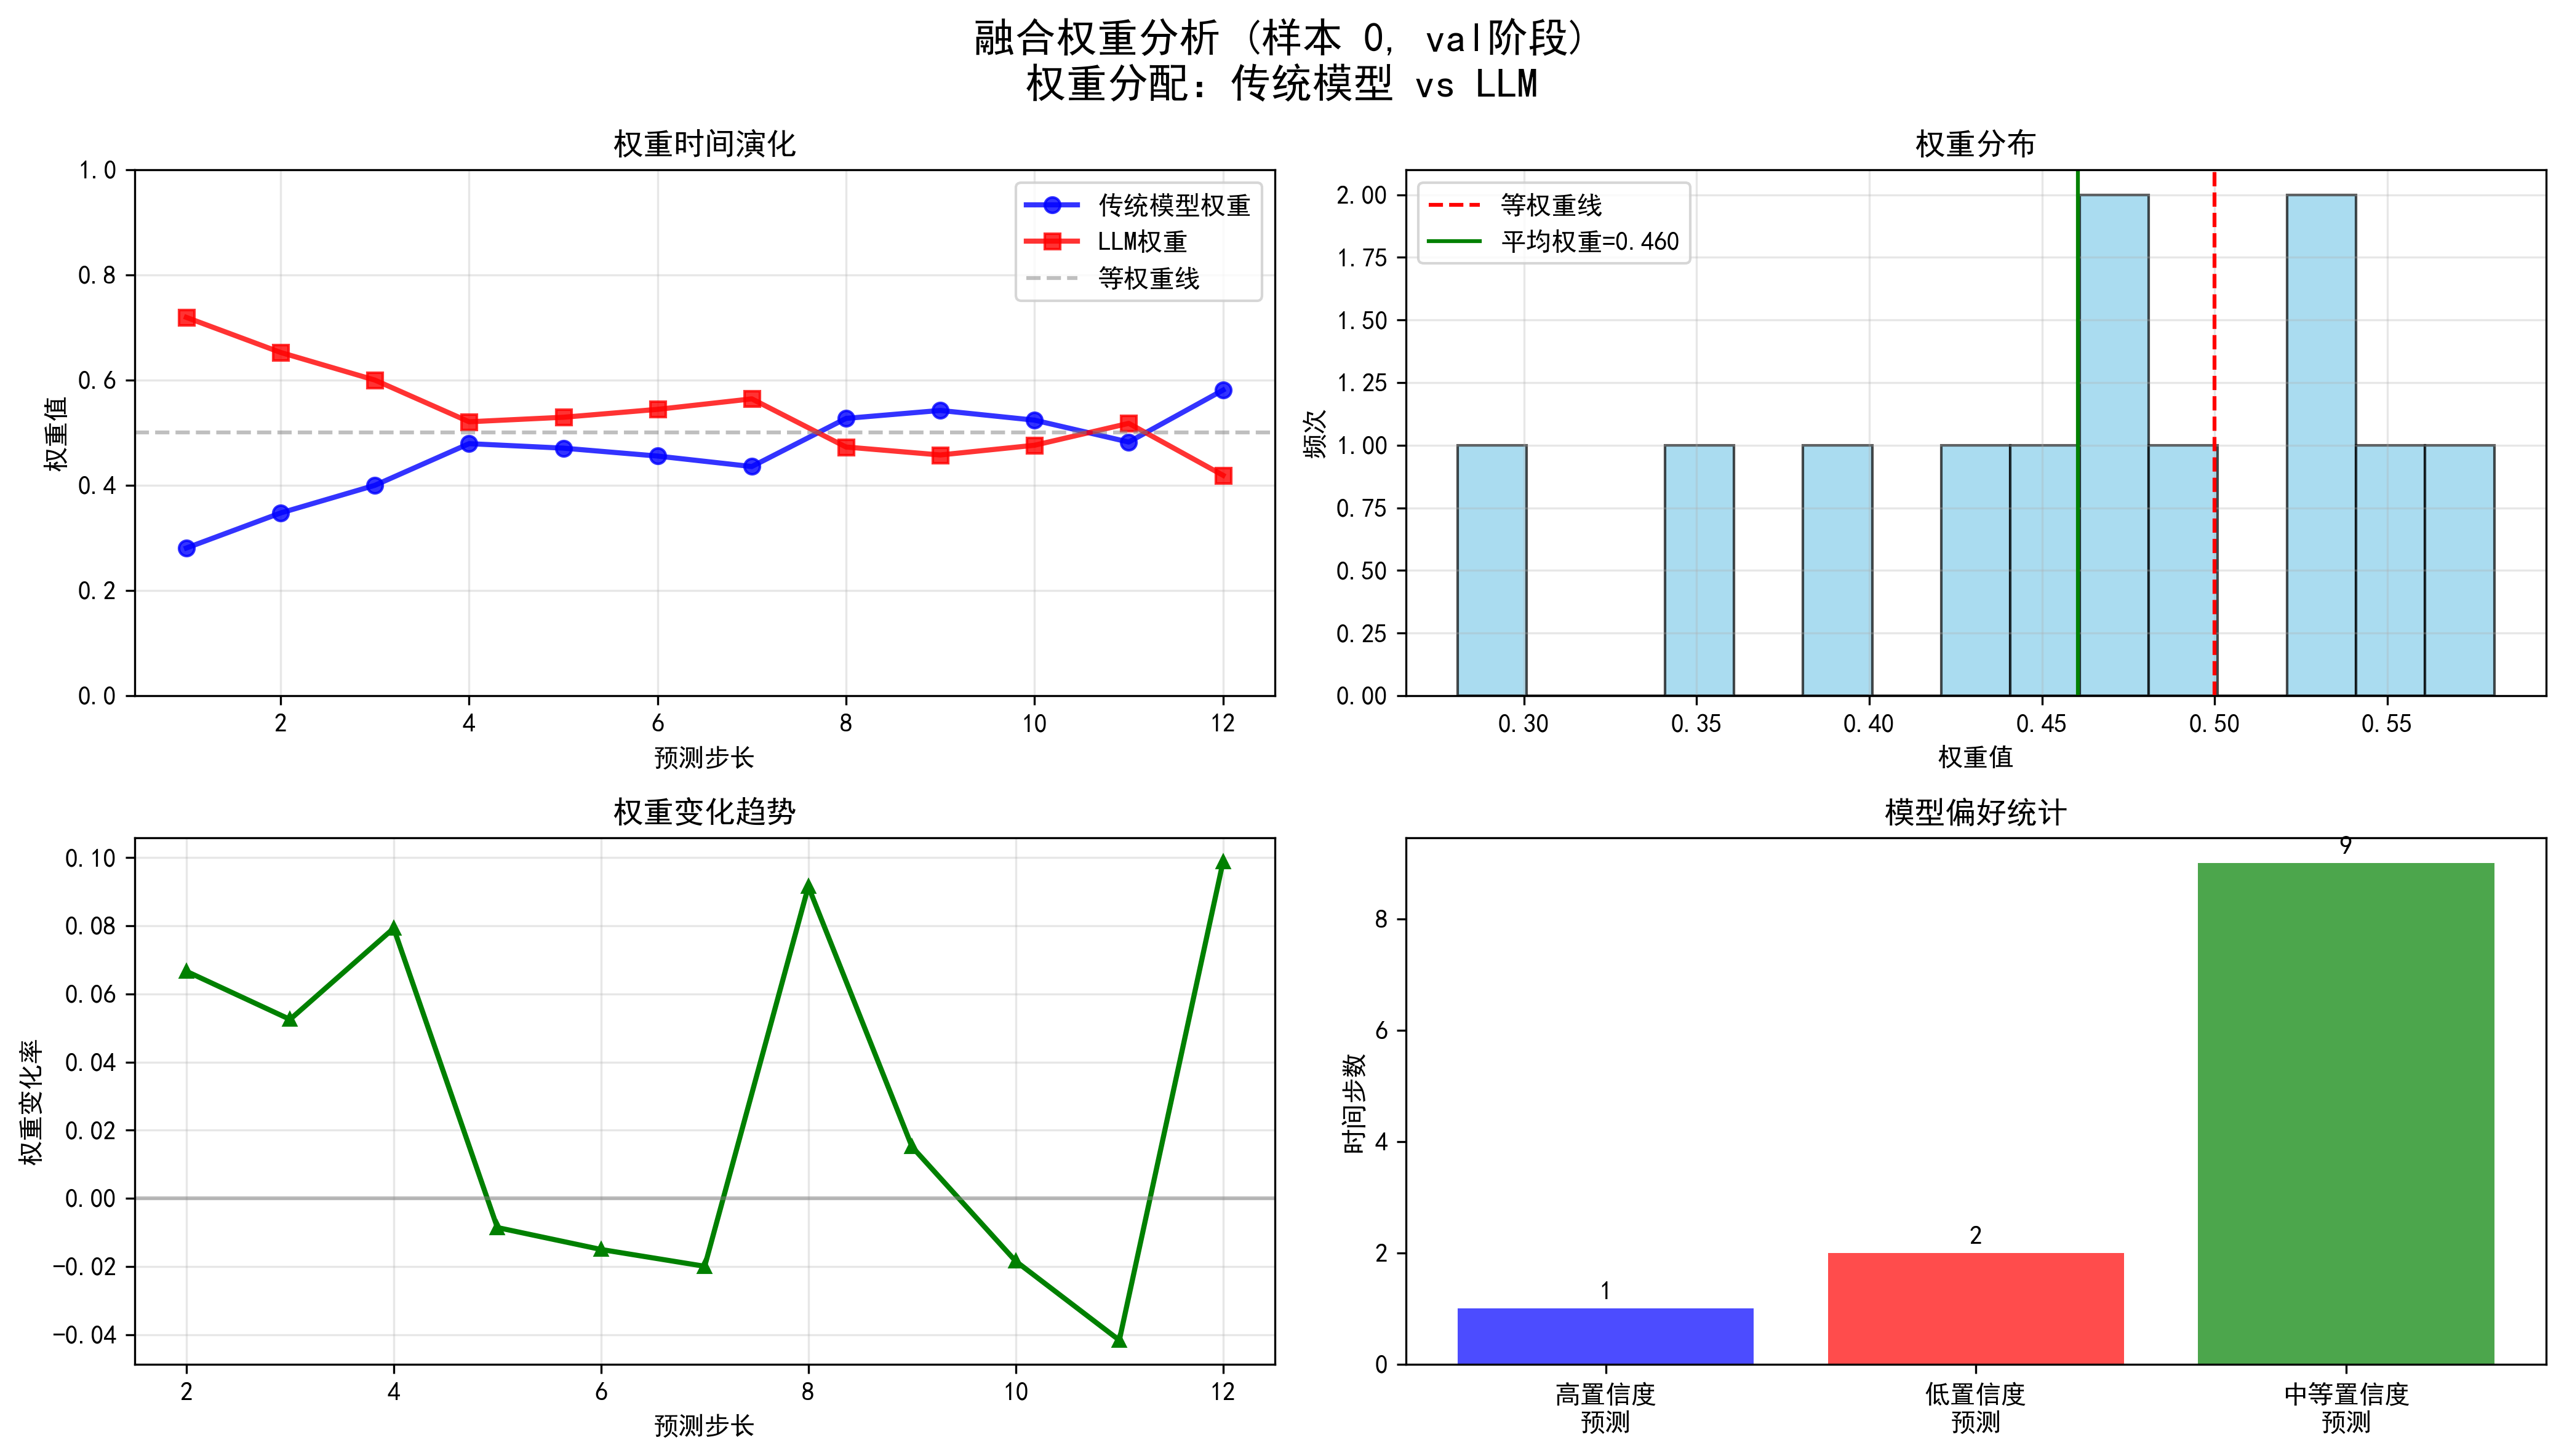 融合权重分析 (样本 0, val阶段)
权重分配：传统模型 vs LLM
权重时间演化
1.0
0.8
0.6
0.4
0.2
0.0
权重值
传统模型权重
LLM权重
等权重线
2
4
6
8
10
12
预测步长
权重分布
2.00
1.75
1.50
1.25
1.00
0.75
0.50
0.25
0.00
频次
等权重线
平均权重=0.460
0.30
0.35
0.40
0.45
0.50
0.55
权重值
权重变化趋势
0.10
0.08
0.06
0.04
0.02
0.00
−0.02
−0.04
权重变化率
2
4
6
8
10
12
预测步长
模型偏好统计
8
6
4
2
0
时间步数
1
2
9
高置信度
预测
低置信度
预测
中等置信度
预测